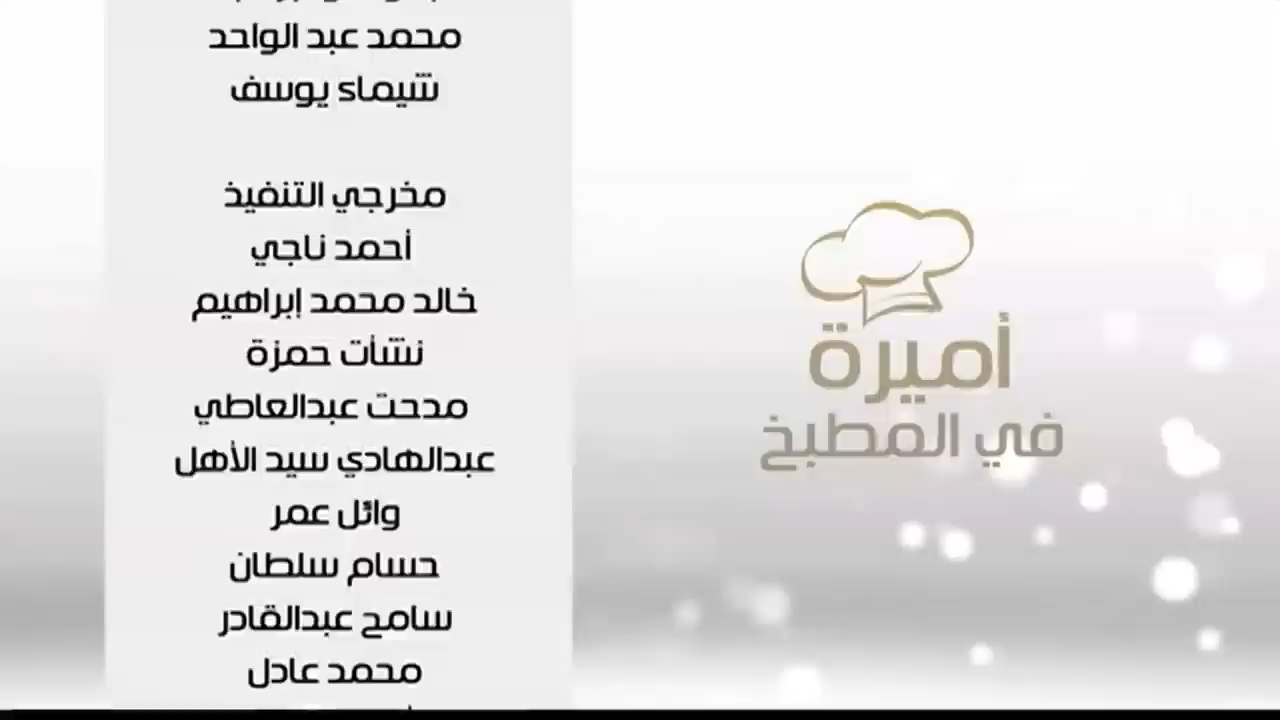 محمد عبد الواحد
شيماء يوسف
مخرجي التنفيذ
أحمد ناجي
خالد محمد إبراهيم
نشأت حمزة
مدحت عبدالعاطي
عبدالهادي سيد الأهل
وائل عمر
حسام سلطان
سامح عبدالقادر
محمد عادل
أميرة
في المطبخ